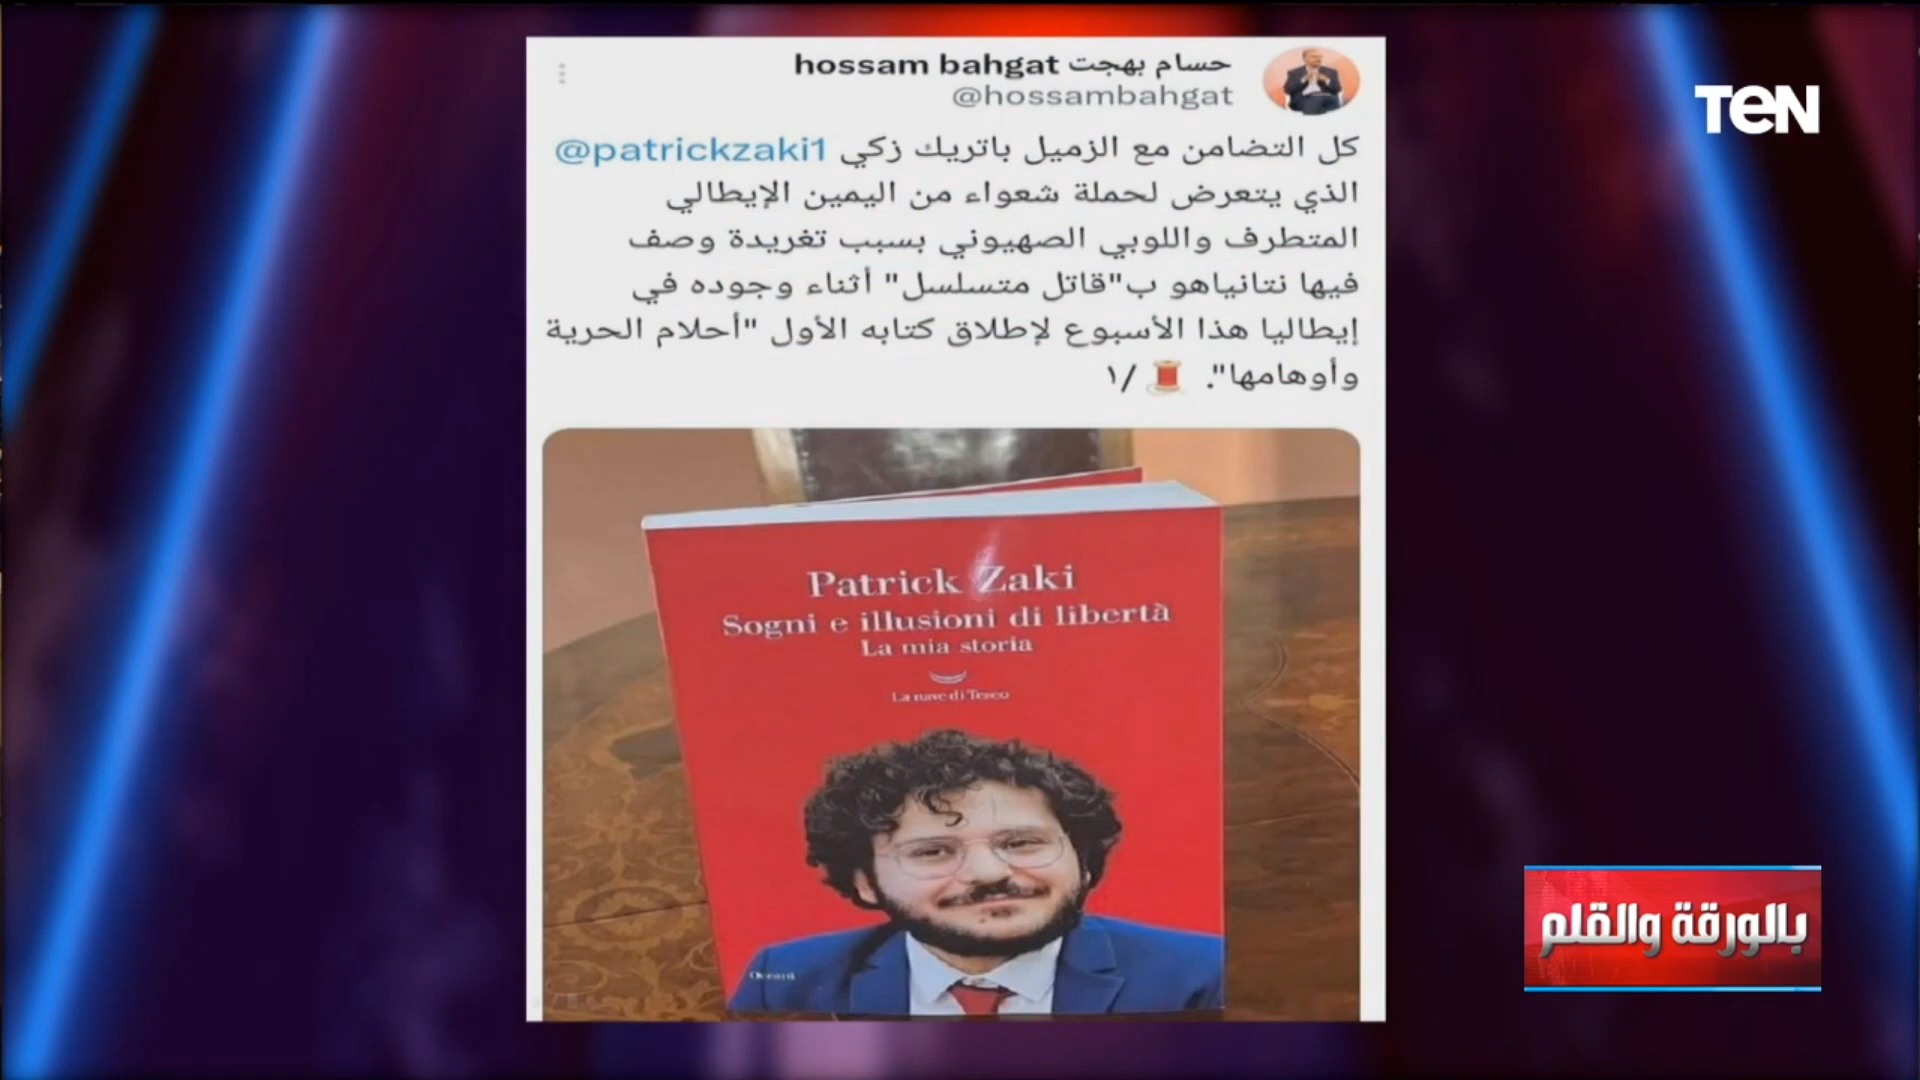 TeN
hossam bahgat حسام بهجت
@hossambahgat
كل التضامن مع الزميل باتريك زكي @patrickzaki1
الذي يتعرض لحملة شعواء من اليمين الإيطالي
المتطرف واللوبي الصهيوني بسبب تغريدة وصف
فيها نتانياهو ب"قاتل متسلسل" أثناء وجوده في
إيطاليا هذا الأسبوع لإطلاق كتابه الأول "أحلام الحرية
وأوهامها". 🧵 /١
Patrick Zaki
Sogni e illusioni di libertà
La mia storia
La nave di Teseo
Oceani
بالورقة والقلم